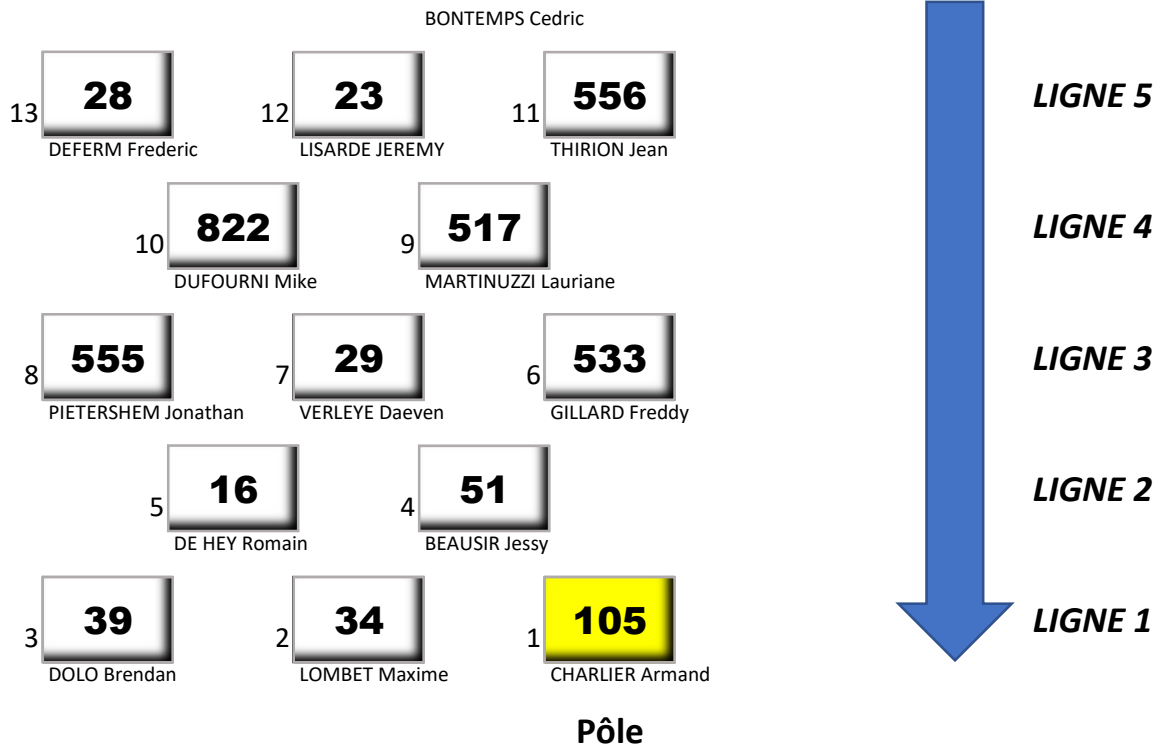 BONTEMPS Cedric
13 28 12 23 11 556 LIGNE 5
DEFERM Frederic LISARDE JEREMY THIRION Jean
10 822 9 517 LIGNE 4
DUFOURNI Mike MARTINUZZI Lauriane
8 555 7 29 6 533 LIGNE 3
PIETERSHEM Jonathan VERLEYE Daeven GILLARD Freddy
5 16 4 51 LIGNE 2
DE HEY Romain BEAUSIR Jessy
3 39 2 34 1 105 LIGNE 1
DOLO Brendan LOMBET Maxime CHARLIER Armand
Pôle